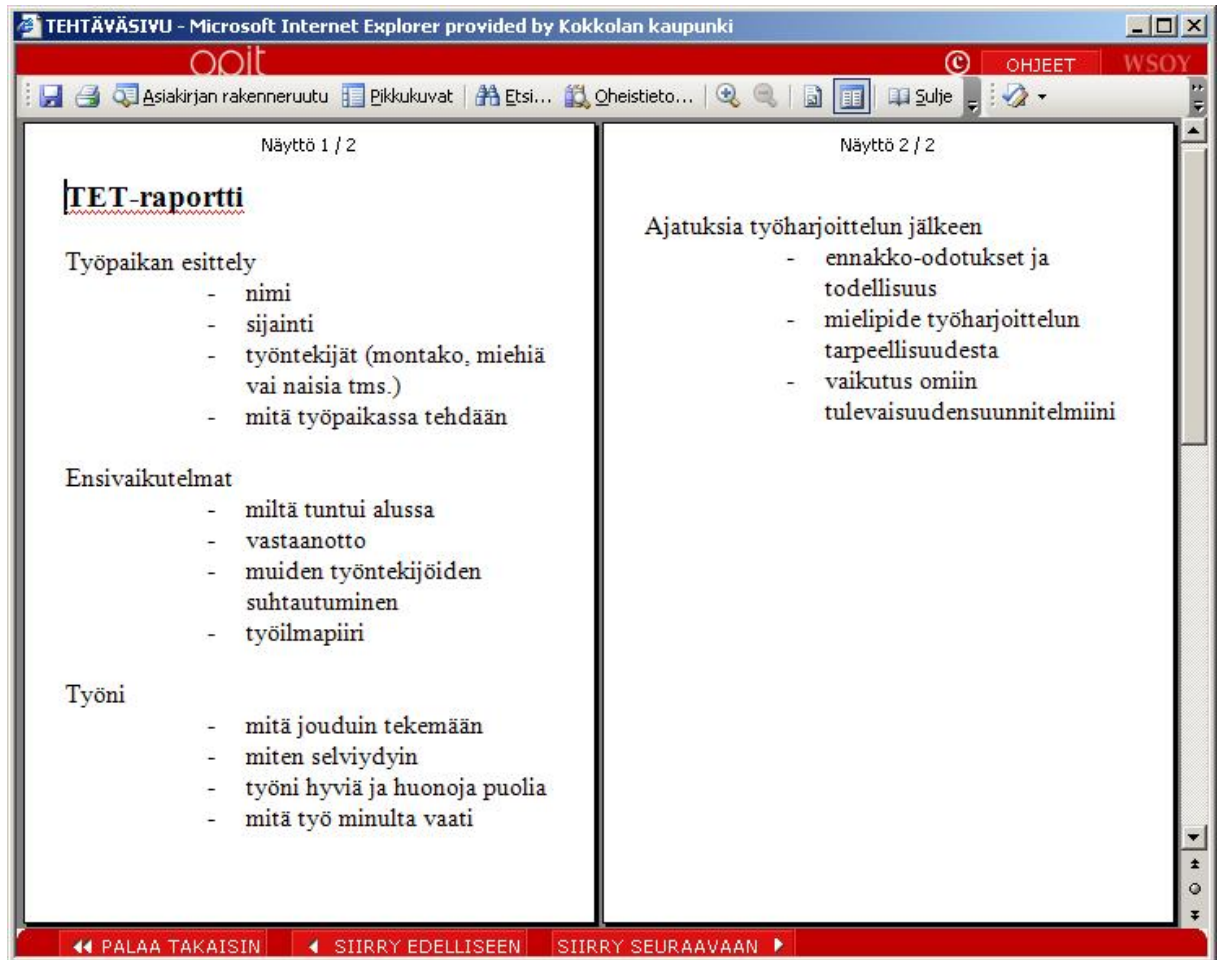 TEHTÄVÄSIVU - Microsoft Internet Explorer provided by Kokkolan kaupunki
opit
© OHJEET WSOY
Asiakirjan rakenneruutu Pikkukuvat Etsi... Oheistieto... Sulje
Näyttö 1 / 2
TET-raportti
Työpaikan esittely
- nimi
- sijainti
- työntekijät (montako, miehiä
vai naisia tms.)
- mitä työpaikassa tehdään
Ensivaikutelmat
- miltä tuntui alussa
- vastaanotto
- muiden työntekijöiden
suhtautuminen
- työilmapiiri
Työni
- mitä jouduin tekemään
- miten selviydyin
- työni hyviä ja huonoja puolia
- mitä työ minulta vaati
Näyttö 2 / 2
Ajatuksia työharjoittelun jälkeen
- ennakko-odotukset ja
todellisuus
- mielipide työharjoittelun
tarpeellisuudesta
- vaikutus omiin
tulevaisuudensuunnitelmiini
PALAA TAKAISIN SIIRRY EDELLISEEN SIIRRY SEURAAVAAN